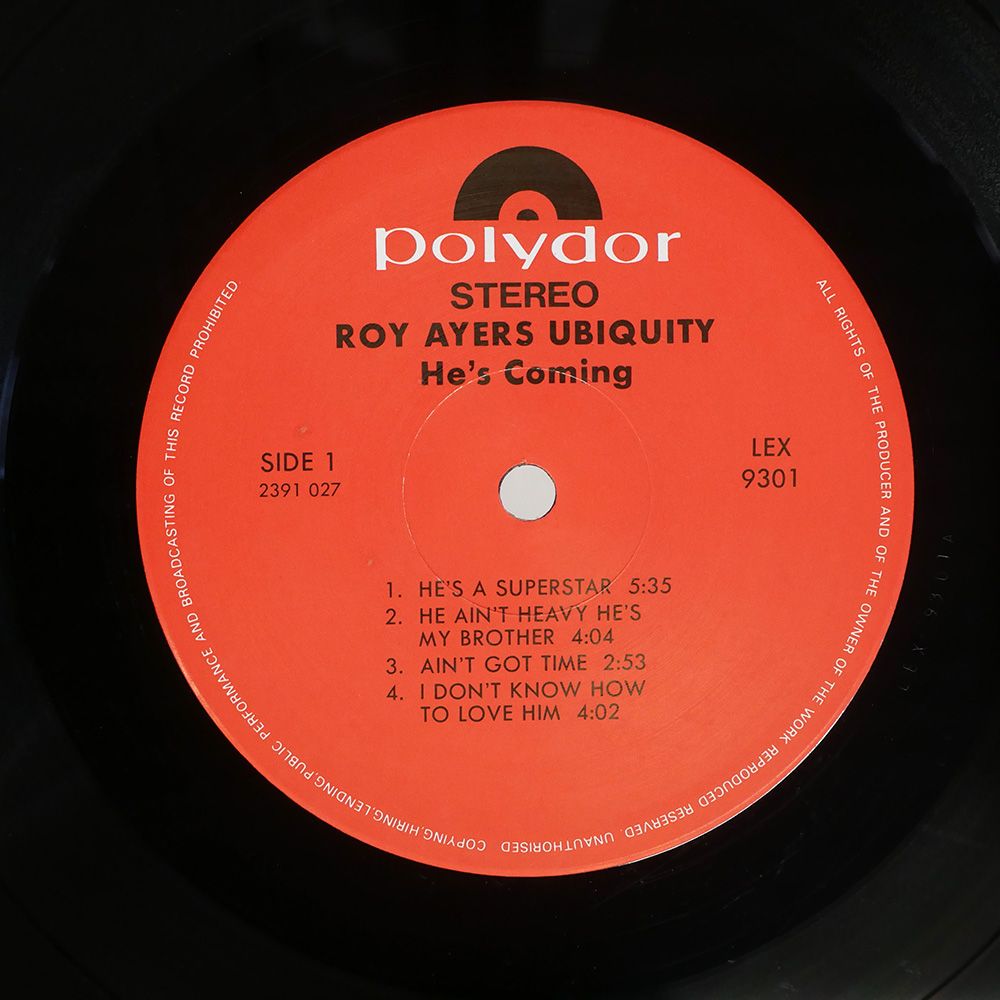 polydor
STEREO
ROY AYERS UBIQUITY
He's Coming
SIDE 1
2391 027
LEX
9301
1. HE'S A SUPERSTAR 5:35
2. HE AIN'T HEAVY HE'S
MY BROTHER 4:04
3. AIN'T GOT TIME 2:53
4. I DON'T KNOW HOW
TO LOVE HIM 4:02
ALL RIGHTS OF THE PRODUCER AND OF THE OWNER OF THE WORK REPRODUCED RESERVED. UNAUTHORISED COPYING, HIRING, LENDING, PUBLIC PERFORMANCE AND BROADCASTING OF THIS RECORD PROHIBITED
LEX 9301 A